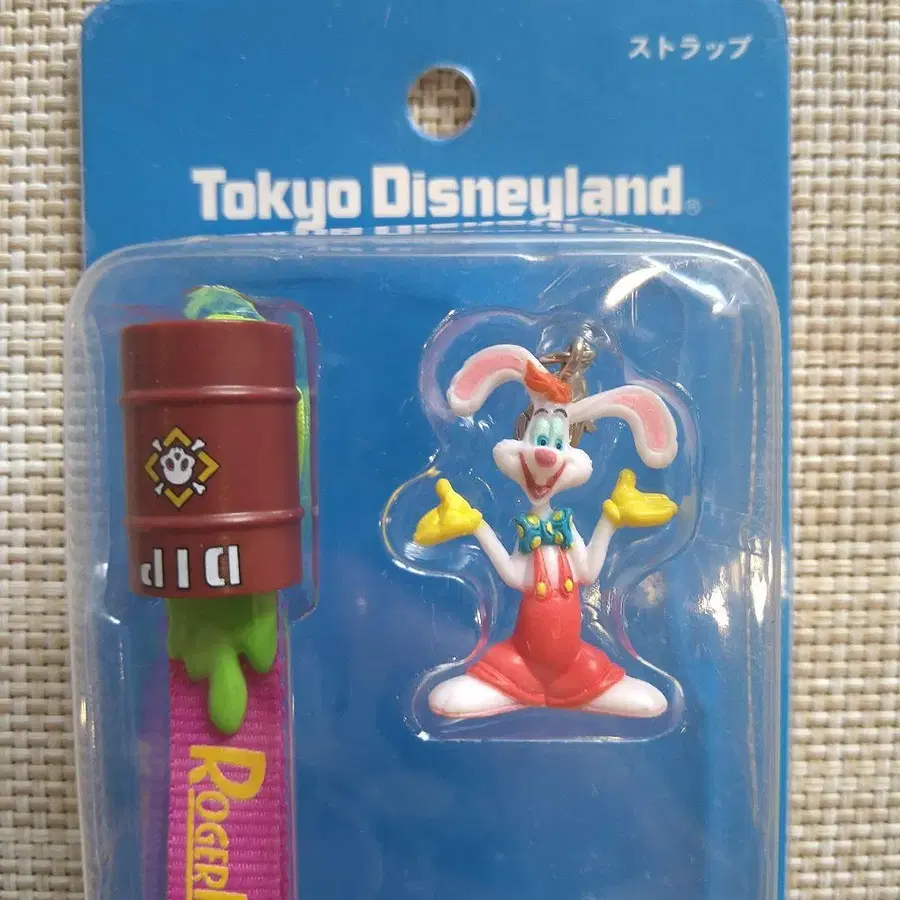 ストラップ
Tokyo Disneyland®
DIP
ROGER